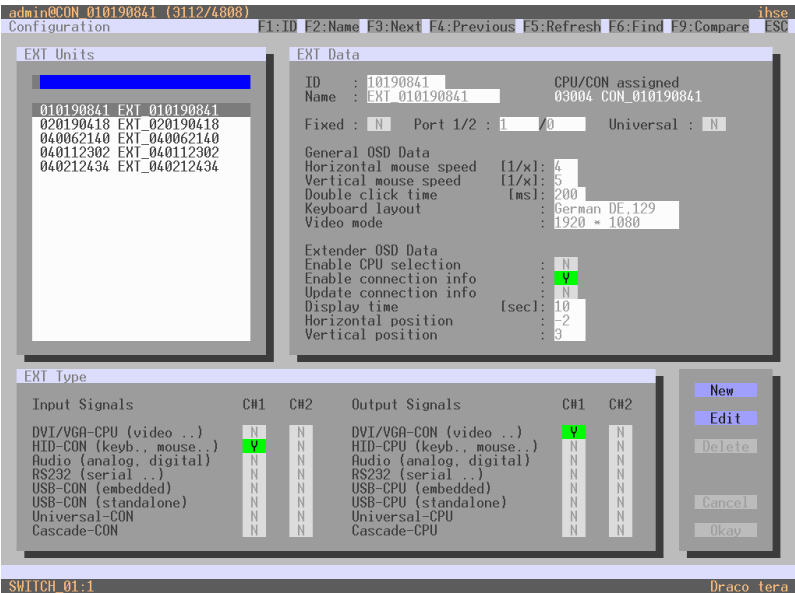 admin@CON_010190841 (3112/4808) ihse
Configuration F1:ID F2:Name F3:Next F4:Previous F5:Refresh F6:Find F9:Compare ESC
EXT Units
010190841 EXT_010190841
020190418 EXT_020190418
040062140 EXT_040062140
040112302 EXT_040112302
040212434 EXT_040212434
EXT Data
ID : 10190841 CPU/CON assigned
Name : EXT_010190841 03004 CON_010190841
Fixed : N Port 1/2 : 1 /0 Universal : N
General OSD Data
Horizontal mouse speed [1/x]: 4
Vertical mouse speed [1/x]: 5
Double click time [ms]: 200
Keyboard layout : German DE,129
Video mode : 1920 * 1080
Extender OSD Data
Enable CPU selection : N
Enable connection info : Y
Update connection info : N
Display time [sec]: 10
Horizontal position : -2
Vertical position : 3
EXT Type
Input Signals C#1 C#2 Output Signals C#1 C#2
DVI/VGA-CPU (video ..) N N DVI/VGA-CON (video ..) Y N
HID-CON (keyb., mouse..) Y N HID-CPU (keyb., mouse..) N N
Audio (analog, digital) N N Audio (analog, digital) N N
RS232 (serial ..) N N RS232 (serial ..) N N
USB-CON (embedded) N N USB-CPU (embedded) N N
USB-CON (standalone) N N USB-CPU (standalone) N N
Universal-CON N N Universal-CPU N N
Cascade-CON N N Cascade-CPU N N
New
Edit
Delete
Cancel
Okay
SWITCH_01:1 Draco tera